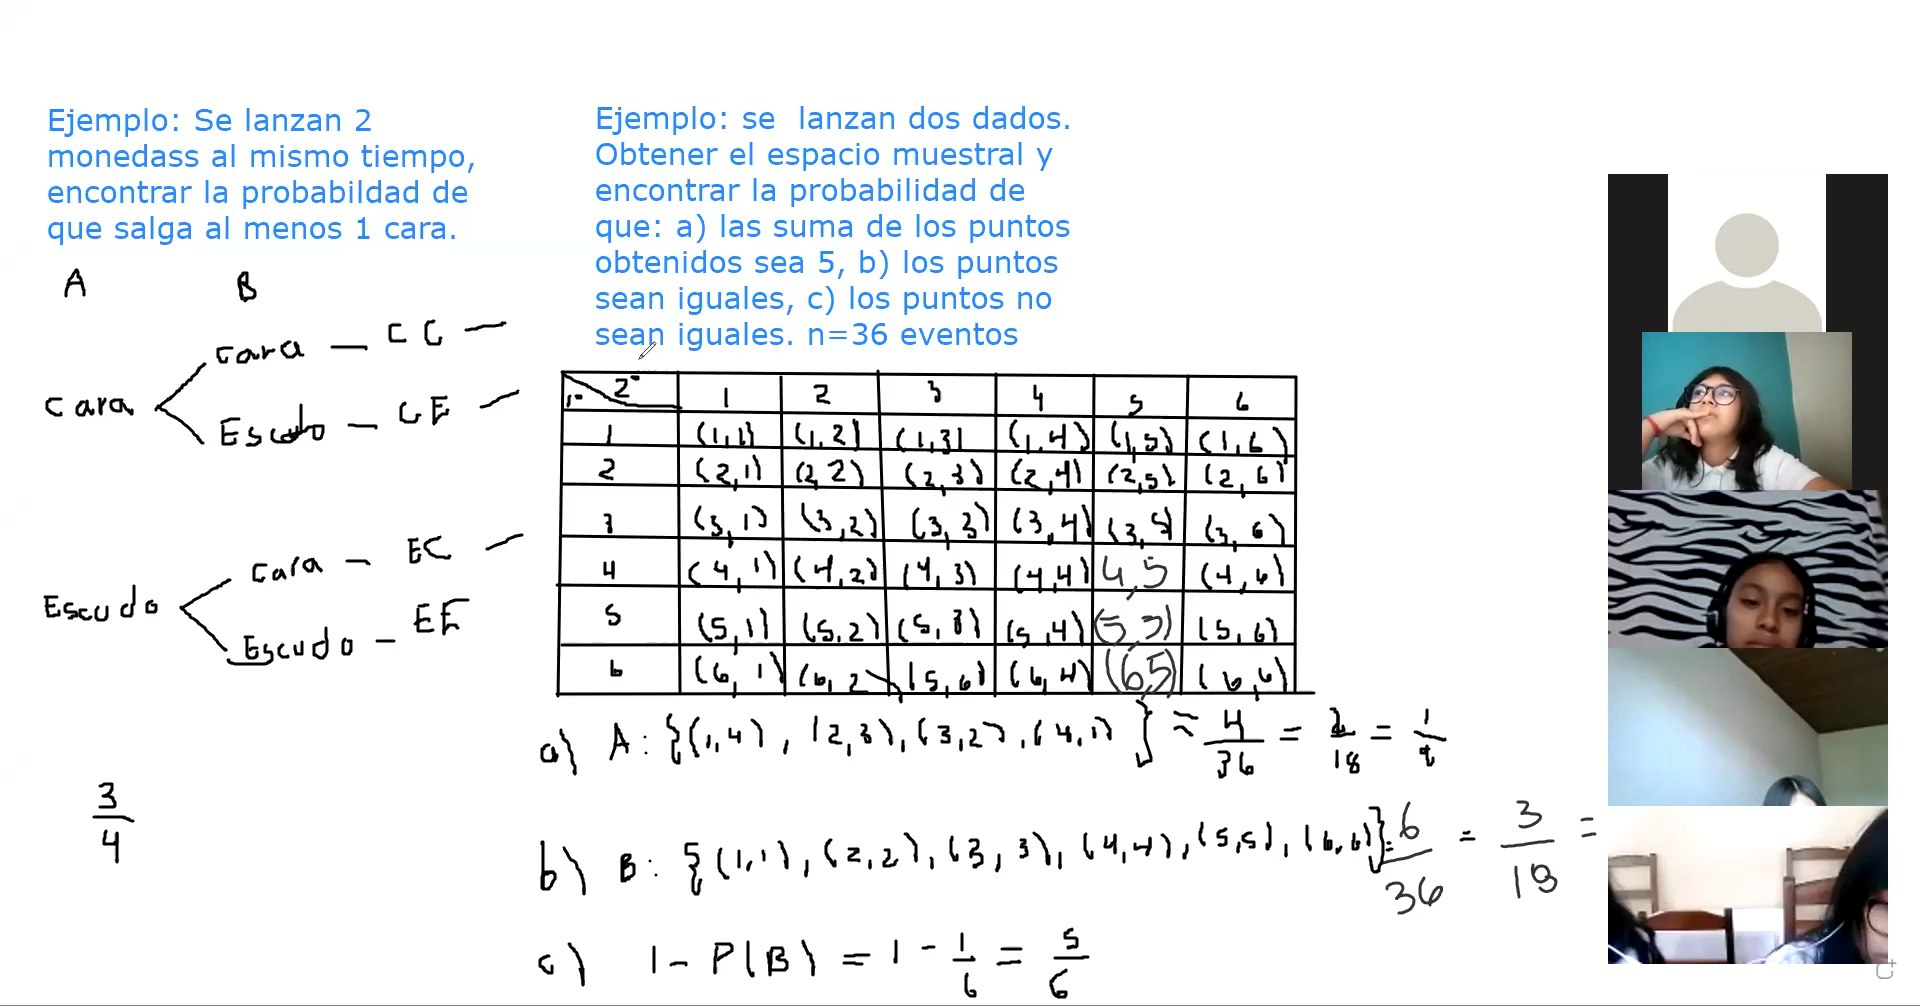 Ejemplo: Se lanzan 2
monedass al mismo tiempo,
encontrar la probabildad de
que salga al menos 1 cara.
A B
cara — CC —
cara
Escudo — CE —
cara — EC —
Escudo
Escudo — EE
3
4
Ejemplo: se lanzan dos dados.
Obtener el espacio muestral y
encontrar la probabilidad de
que: a) las suma de los puntos
obtenidos sea 5, b) los puntos
sean iguales, c) los puntos no
sean iguales. n=36 eventos
1° 2° 1 2 3 4 5 6
1 (1,1) (1,2) (1,3) (1,4) (1,5) (1,6)
2 (2,1) (2,2) (2,3) (2,4) (2,5) (2,6)
3 (3,1) (3,2) (3,3) (3,4) (3,5) (3,6)
4 (4,1) (4,2) (4,3) (4,4) 4,5 (4,6)
5 (5,1) (5,2) (5,3) (5,4) (5,5) (5,6)
6 (6,1) (6,2 (5,6) (6,4) (6,5) (6,6)
a) A: {(1,4), (2,3), (3,2), (4,1)} = 4/36 = 2/18 = 1/9
b) B: {(1,1), (2,2), (3,3), (4,4), (5,5), (6,6)} = 6/36 = 3/18 =
c) 1 - P(B) = 1 - 1/6 = 5/6